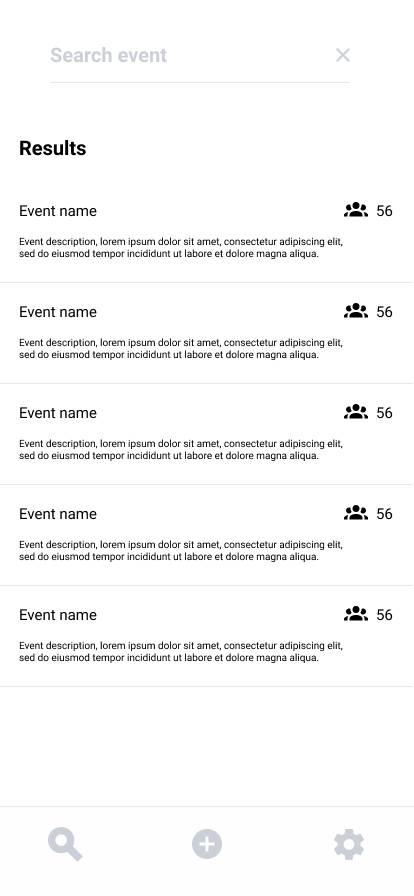 Search event
Results
Event name 56
Event description, lorem ipsum dolor sit amet, consectetur adipiscing elit,
sed do eiusmod tempor incididunt ut labore et dolore magna aliqua.
Event name 56
Event description, lorem ipsum dolor sit amet, consectetur adipiscing elit,
sed do eiusmod tempor incididunt ut labore et dolore magna aliqua.
Event name 56
Event description, lorem ipsum dolor sit amet, consectetur adipiscing elit,
sed do eiusmod tempor incididunt ut labore et dolore magna aliqua.
Event name 56
Event description, lorem ipsum dolor sit amet, consectetur adipiscing elit,
sed do eiusmod tempor incididunt ut labore et dolore magna aliqua.
Event name 56
Event description, lorem ipsum dolor sit amet, consectetur adipiscing elit,
sed do eiusmod tempor incididunt ut labore et dolore magna aliqua.